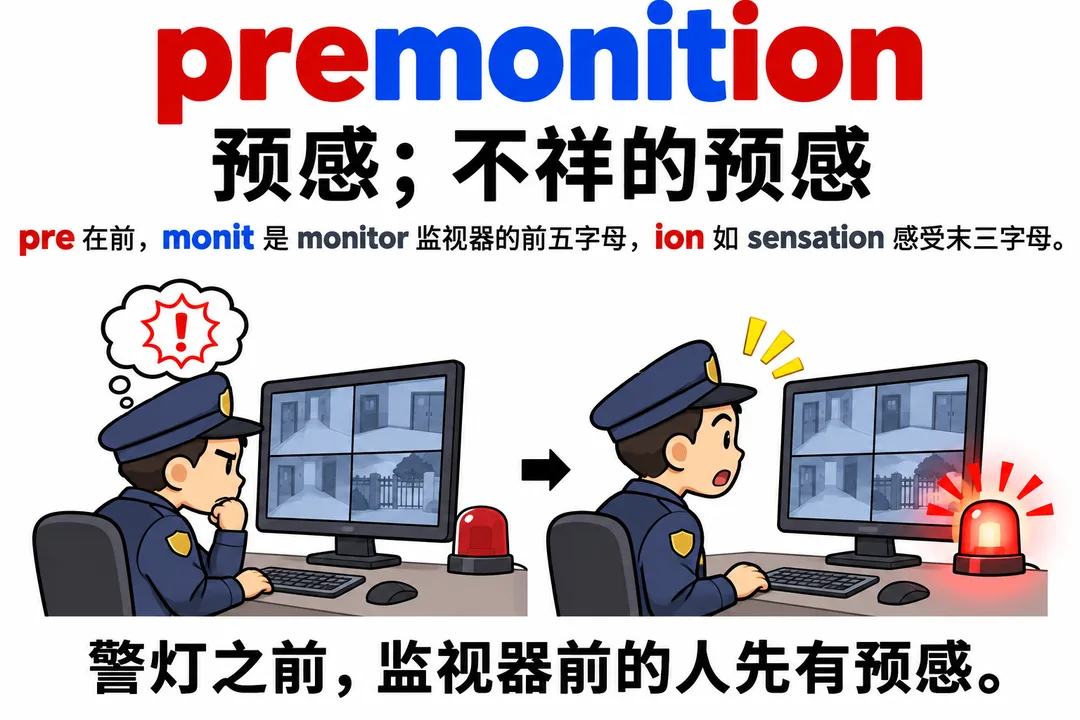 premonition
预感；不祥的预感
pre 在前，monit 是 monitor 监视器的前五字母，ion 如 sensation 感受末三字母。
!
警灯之前，监视器前的人先有预感。